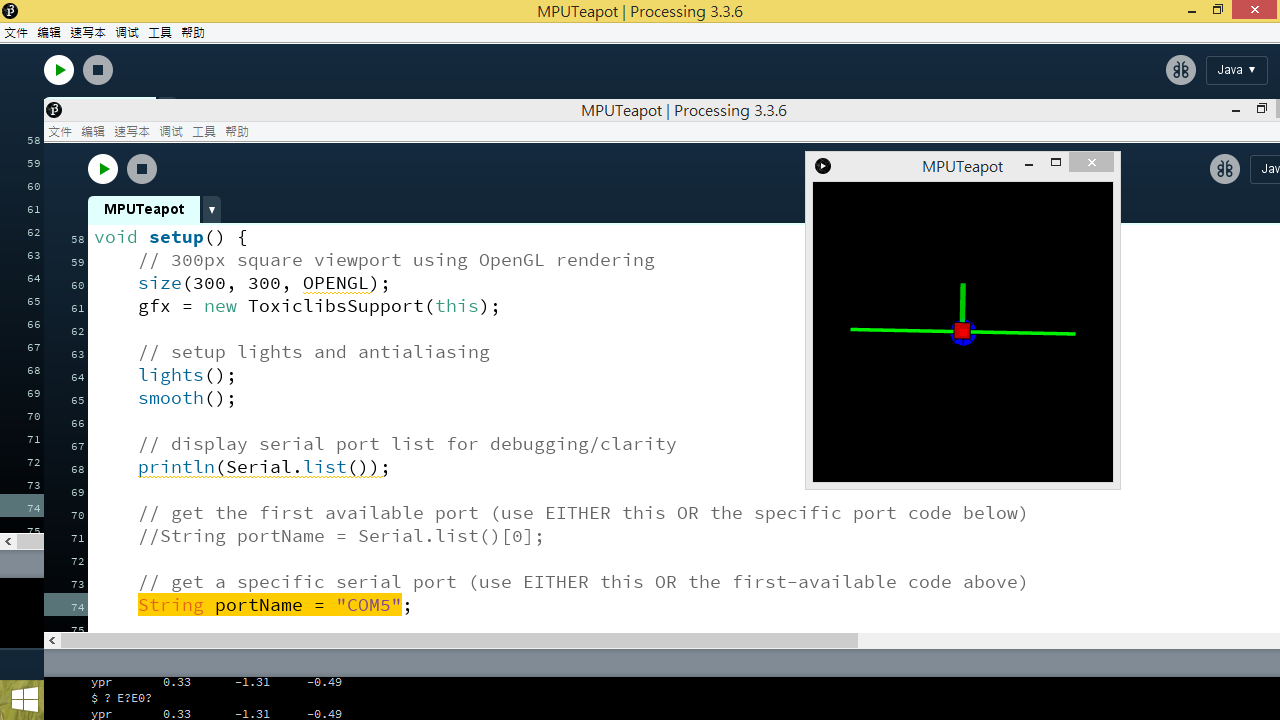 MPUTeapot | Processing 3.3.6
文件 编辑 速写本 调试 工具 帮助
Java ▼
58
59
60
61
62
63
64
65
66
67
68
69
70
71
72
73
74
75
MPUTeapot | Processing 3.3.6
文件 编辑 速写本 调试 工具 帮助
Jav
MPUTeapot
58 void setup() {
59 // 300px square viewport using OpenGL rendering
60 size(300, 300, OPENGL);
61 gfx = new ToxiclibsSupport(this);
62
63 // setup lights and antialiasing
64 lights();
65 smooth();
66
67 // display serial port list for debugging/clarity
68 println(Serial.list());
69
70 // get the first available port (use EITHER this OR the specific port code below)
71 //String portName = Serial.list()[0];
72
73 // get a specific serial port (use EITHER this OR the first-available code above)
74 String portName = "COM5";
75
MPUTeapot
ypr 0.33 -1.31 -0.49
$ ? E?E0?
ypr 0.33 -1.31 -0.49